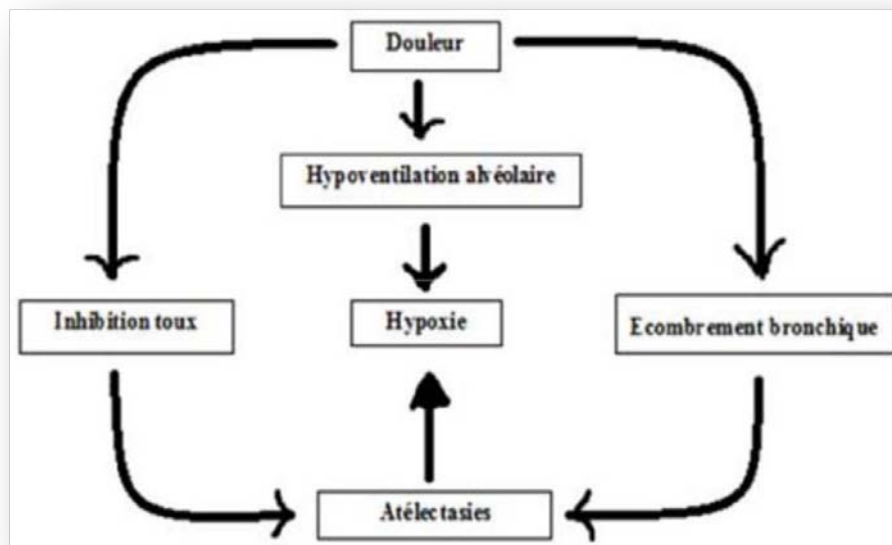 Douleur
Hypoventilation alvéolaire
Inhibition toux
Hypoxie
Ecombrement bronchique
Atélectasies